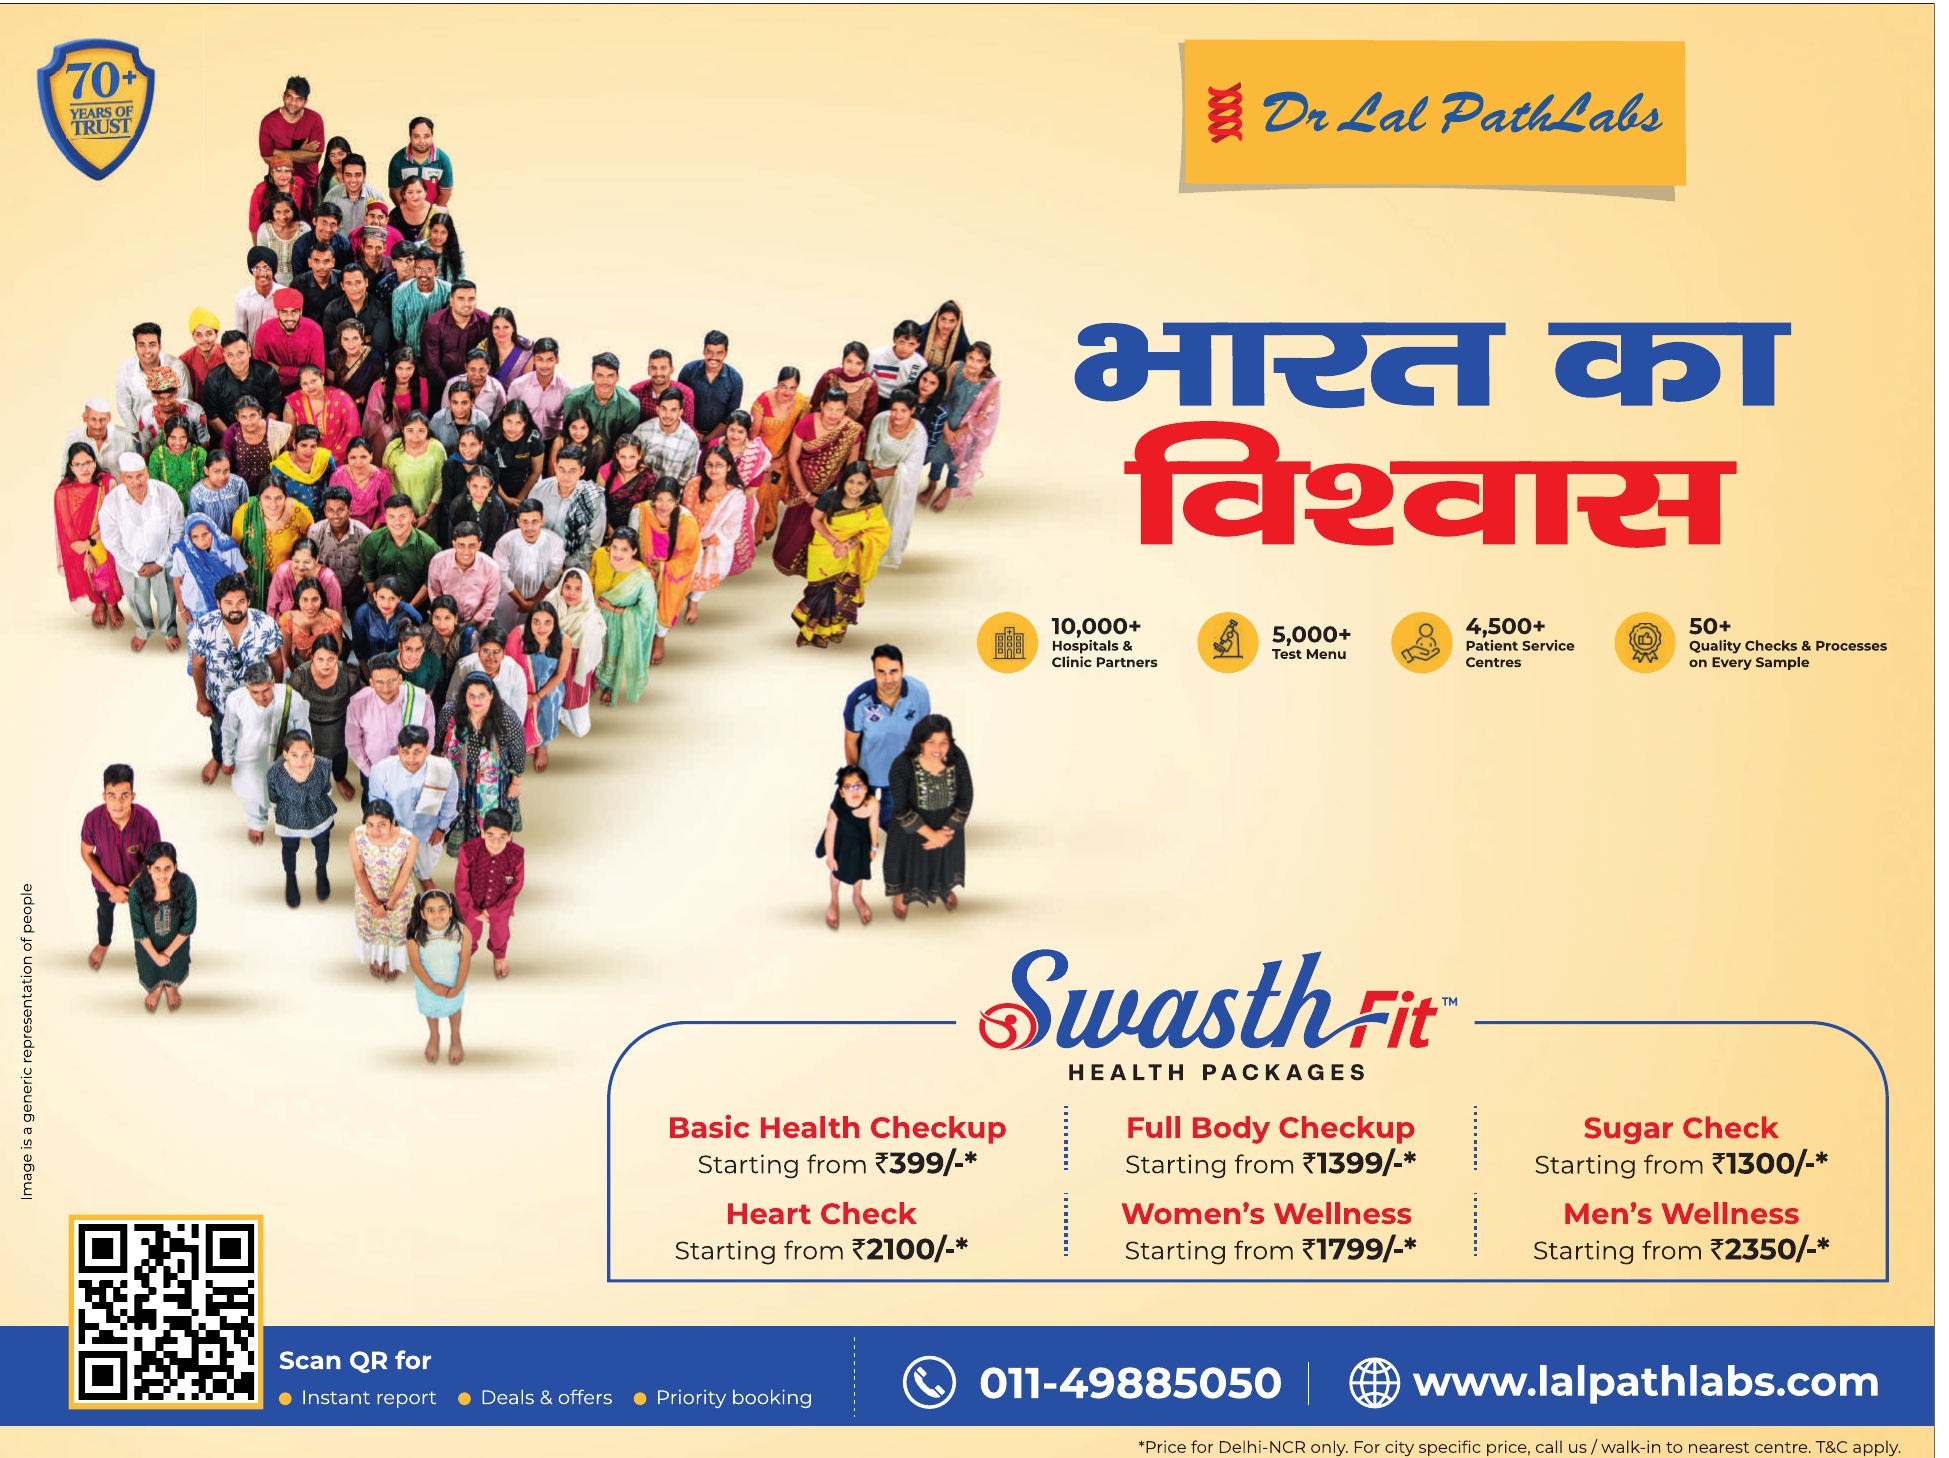 70+
YEARS OF
TRUST
Dr Lal PathLabs
भारत का
विश्वास
10,000+
Hospitals &
Clinic Partners
5,000+
Test Menu
4,500+
Patient Service
Centres
50+
Quality Checks & Processes
on Every Sample
Image is a generic representation of people
Swasth Fit™
HEALTH PACKAGES
Basic Health Checkup
Starting from ₹399/-*
Full Body Checkup
Starting from ₹1399/-*
Sugar Check
Starting from ₹1300/-*
Heart Check
Starting from ₹2100/-*
Women's Wellness
Starting from ₹1799/-*
Men's Wellness
Starting from ₹2350/-*
Scan QR for
Instant report
Deals & offers
Priority booking
011-49885050
www.lalpathlabs.com
*Price for Delhi-NCR only. For city specific price, call us / walk-in to nearest centre. T&C apply.